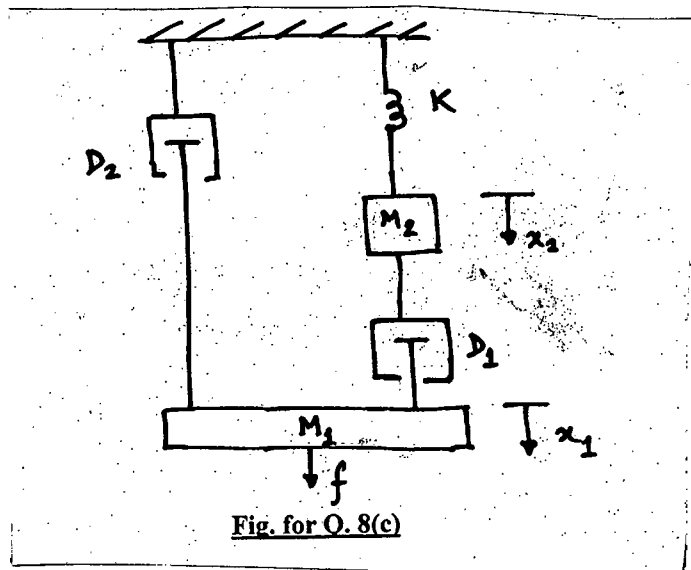 K
D₂
M₂
x₂
D₁
M₁
x₁
f
Fig. for Q. 8(c)